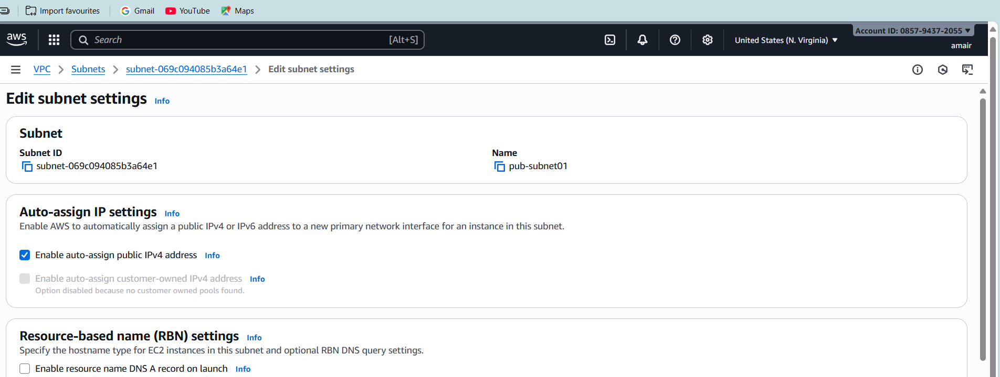 Import favourites Gmail YouTube Maps
aws Search [Alt+S] United States (N. Virginia) Account ID: 0857-9437-2055
amair
VPC Subnets subnet-069c094085b3a64e1 Edit subnet settings
Edit subnet settings Info
Subnet
Subnet ID Name
subnet-069c094085b3a64e1 pub-subnet01
Auto-assign IP settings Info
Enable AWS to automatically assign a public IPv4 or IPv6 address to a new primary network interface for an instance in this subnet.
Enable auto-assign public IPv4 address Info
Enable auto-assign customer-owned IPv4 address Info
Option disabled because no customer owned pools found.
Resource-based name (RBN) settings Info
Specify the hostname type for EC2 instances in this subnet and optional RBN DNS query settings.
Enable resource name DNS A record on launch Info